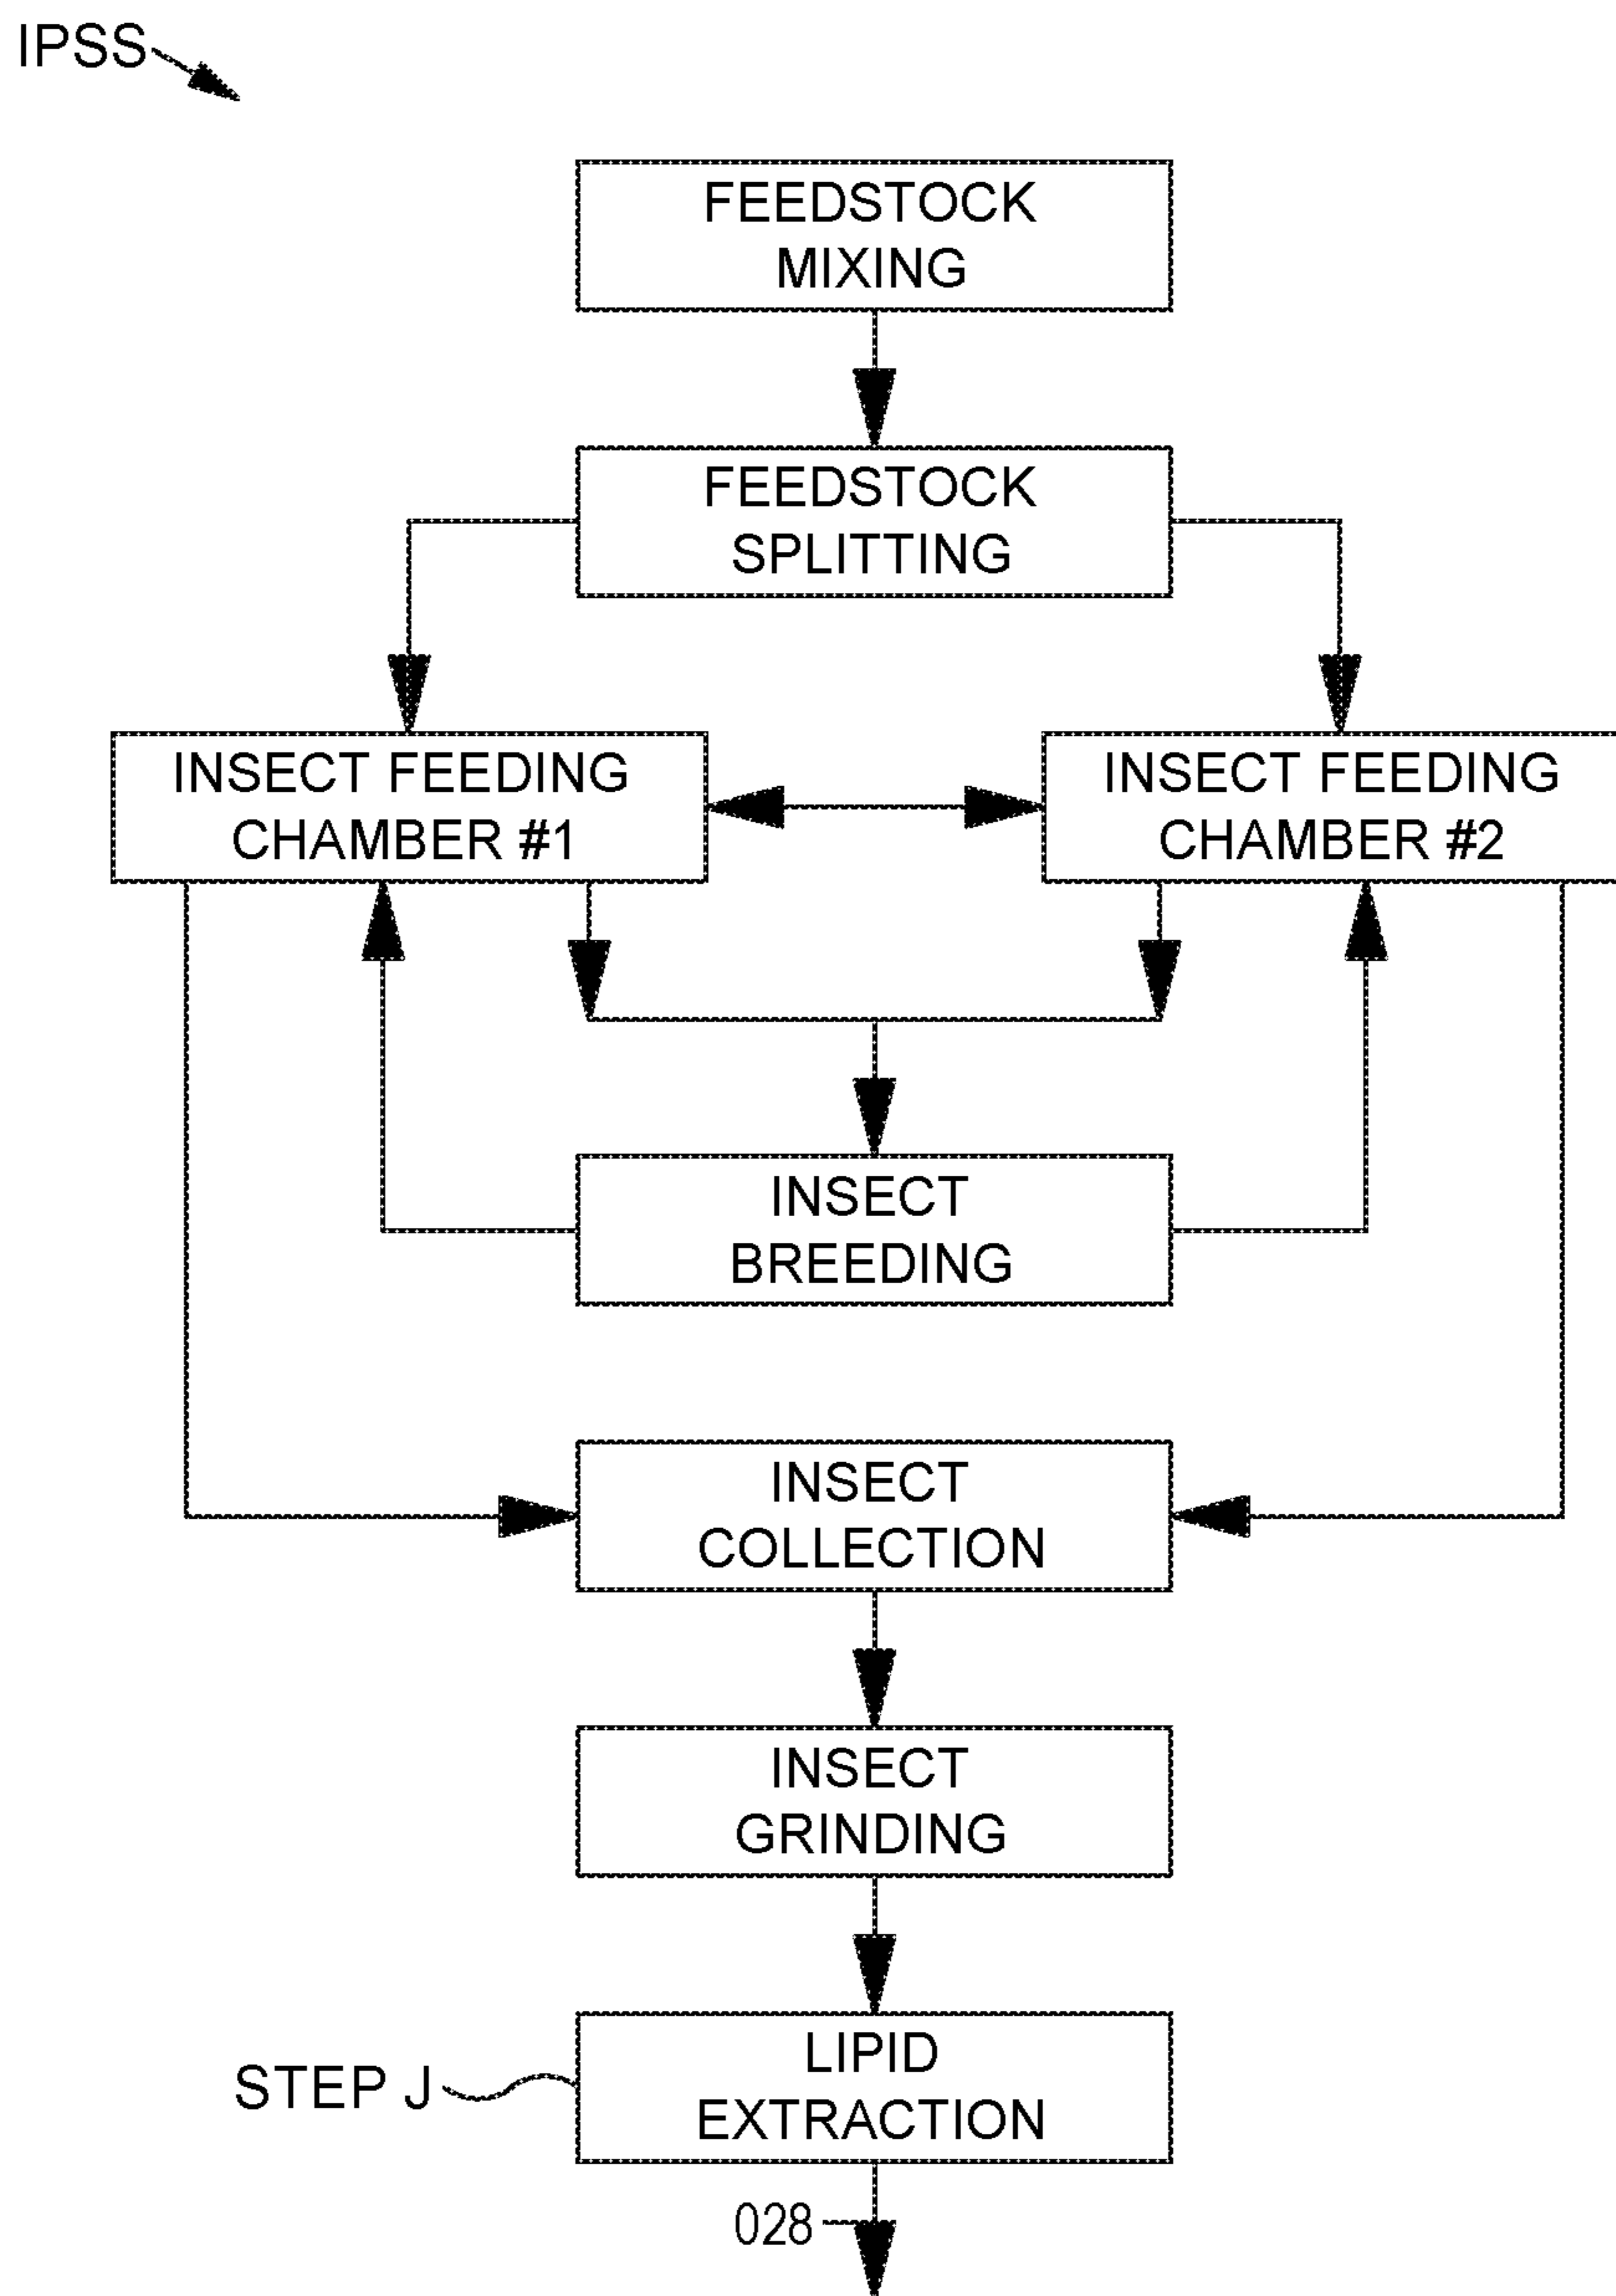 IPSS
FEEDSTOCK
MIXING
FEEDSTOCK
SPLITTING
INSECT FEEDING
CHAMBER #1
INSECT FEEDING
CHAMBER #2
INSECT
BREEDING
INSECT
COLLECTION
INSECT
GRINDING
LIPID
EXTRACTION
STEP J
028